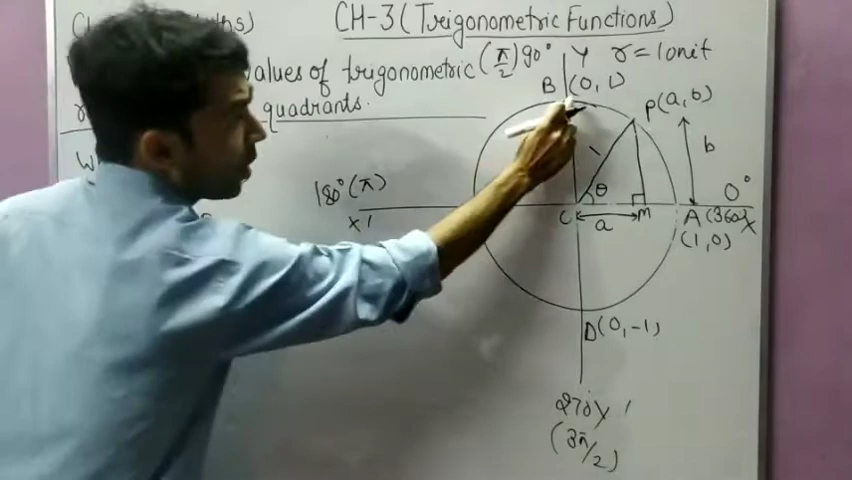 CH-3 (Trigonometric Functions)
values of trigonometric
quadrants.
(π/2) 90° Y r = 1 unit
B (0, 1)
P(a, b)
b
1
θ
180° (π)
0°
X'
C a M A (360) X
(1, 0)
D(0, -1)
270 Y'
(3π/2)